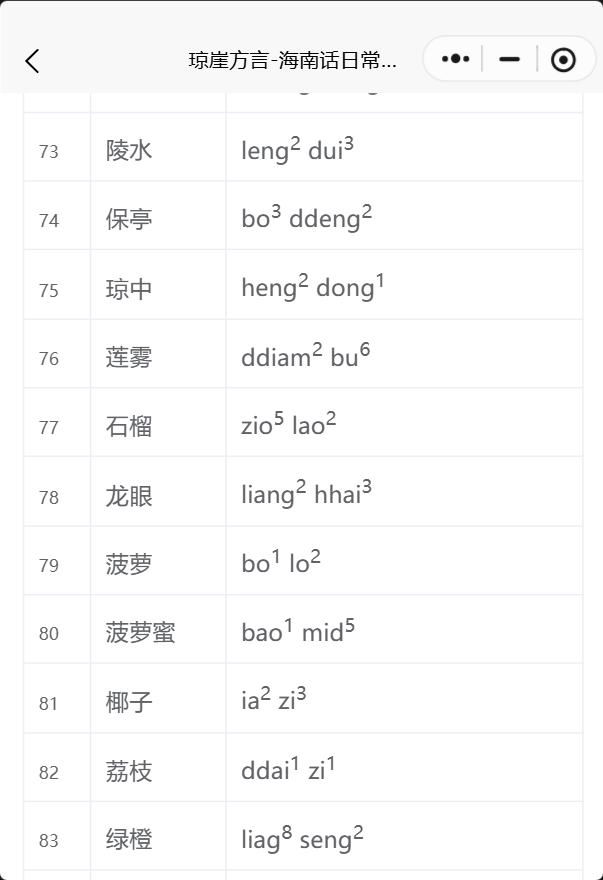 琼崖方言-海南话日常...
73 陵水 leng² dui³
74 保亭 bo³ ddeng²
75 琼中 heng² dong¹
76 莲雾 ddiam² bu⁶
77 石榴 zio⁵ lao²
78 龙眼 liang² hhai³
79 菠萝 bo¹ lo²
80 菠萝蜜 bao¹ mid⁵
81 椰子 ia² zi³
82 荔枝 ddai¹ zi¹
83 绿橙 liag⁸ seng²